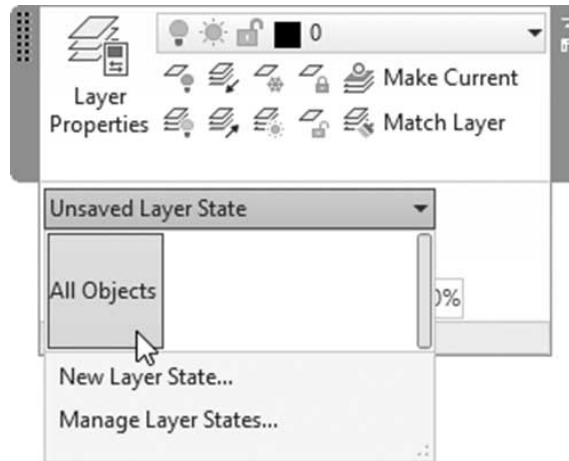 0
Make Current
Layer
Properties
Match Layer
Unsaved Layer State
All Objects
0%
New Layer State...
Manage Layer States...